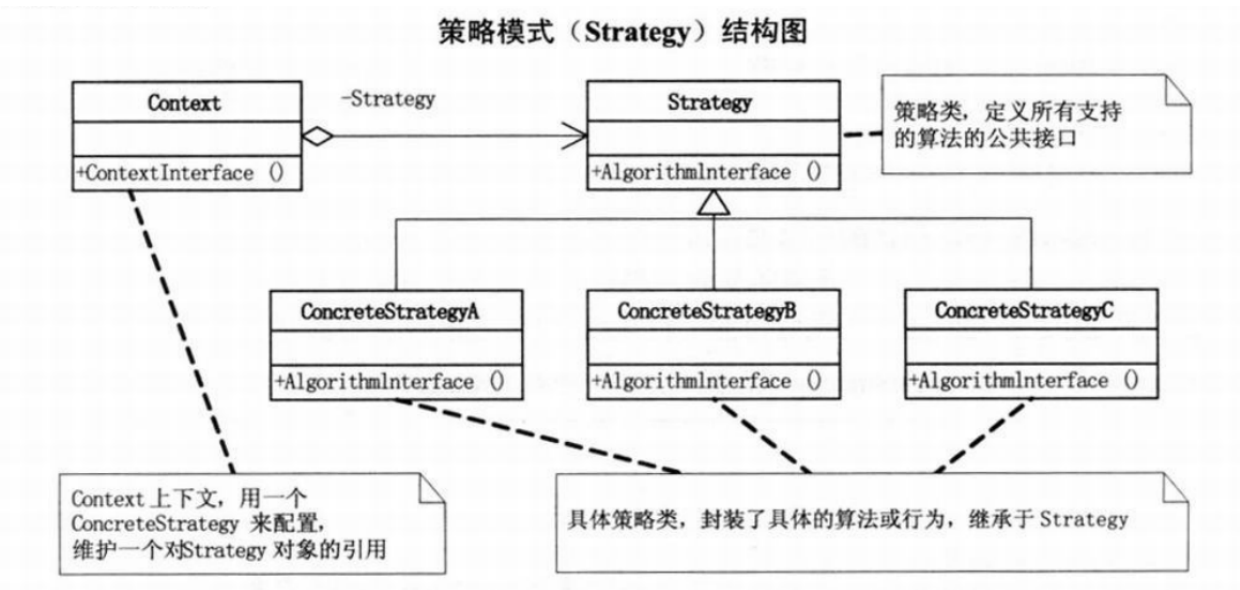 策略模式（Strategy）结构图
Context
-Strategy
Strategy
策略类，定义所有支持
的算法的公共接口
+ContextInterface ()
+AlgorithmInterface ()
ConcreteStrategyA
ConcreteStrategyB
ConcreteStrategyC
+AlgorithmInterface ()
+AlgorithmInterface ()
+AlgorithmInterface ()
Context 上下文，用一个
ConcreteStrategy 来配置，
维护一个对Strategy 对象的引用
具体策略类，封装了具体的算法或行为，继承于 Strategy